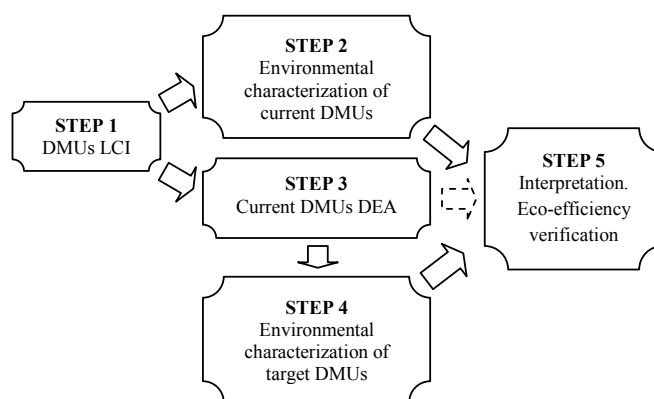 STEP 1
DMUs LCI
STEP 2
Environmental
characterization of
current DMUs
STEP 3
Current DMUs DEA
STEP 4
Environmental
characterization of
target DMUs
STEP 5
Interpretation.
Eco-efficiency
verification